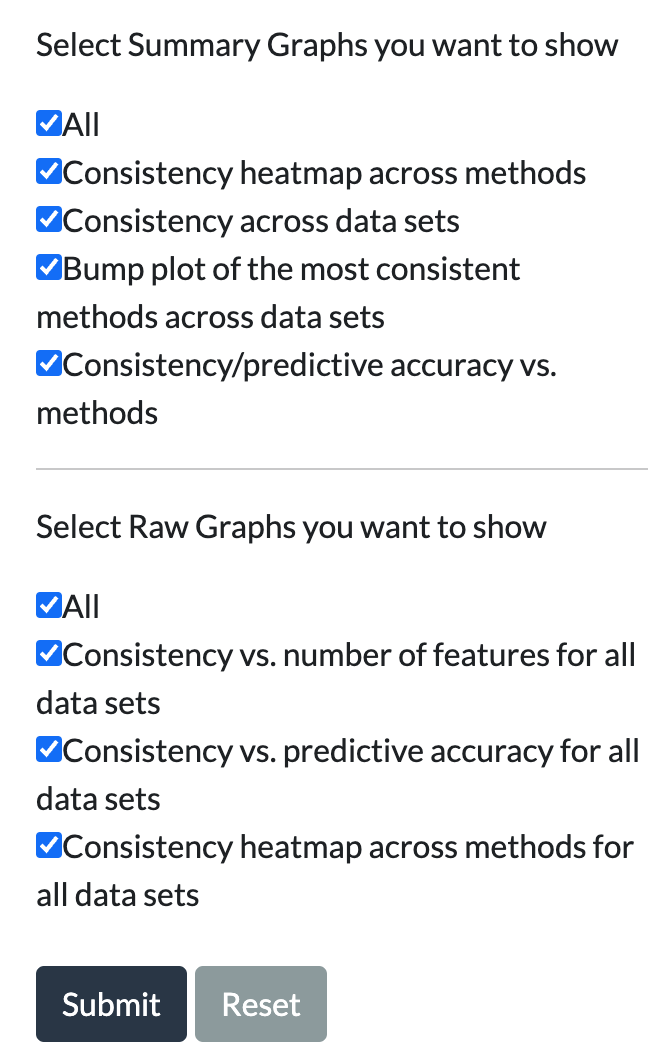 Select Summary Graphs you want to show
All
Consistency heatmap across methods
Consistency across data sets
Bump plot of the most consistent
methods across data sets
Consistency/predictive accuracy vs.
methods
Select Raw Graphs you want to show
All
Consistency vs. number of features for all
data sets
Consistency vs. predictive accuracy for all
data sets
Consistency heatmap across methods for
all data sets
Submit Reset